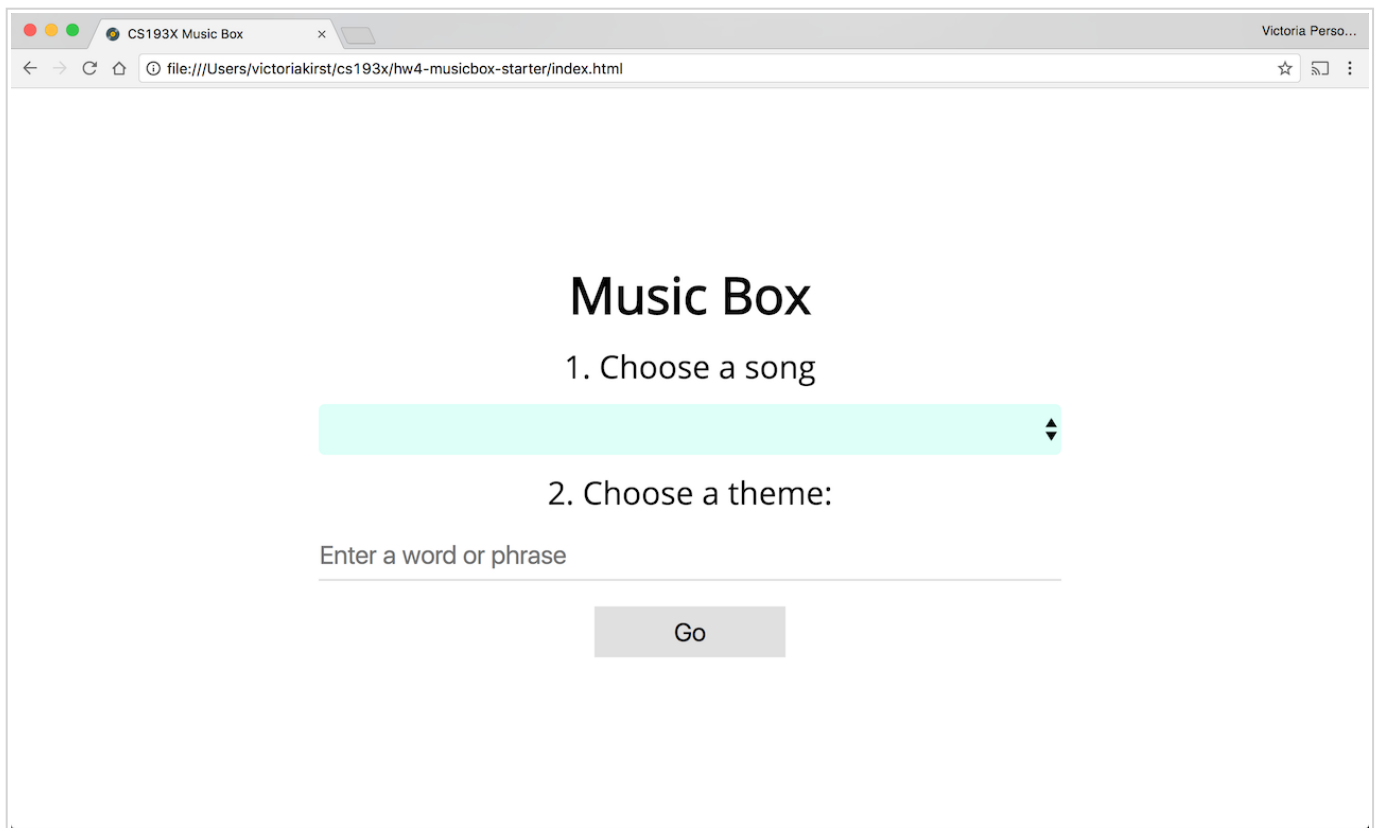 CS193X Music Box
Victoria Perso...
file:///Users/victoriakirst/cs193x/hw4-musicbox-starter/index.html
Music Box
1. Choose a song
2. Choose a theme:
Enter a word or phrase
Go